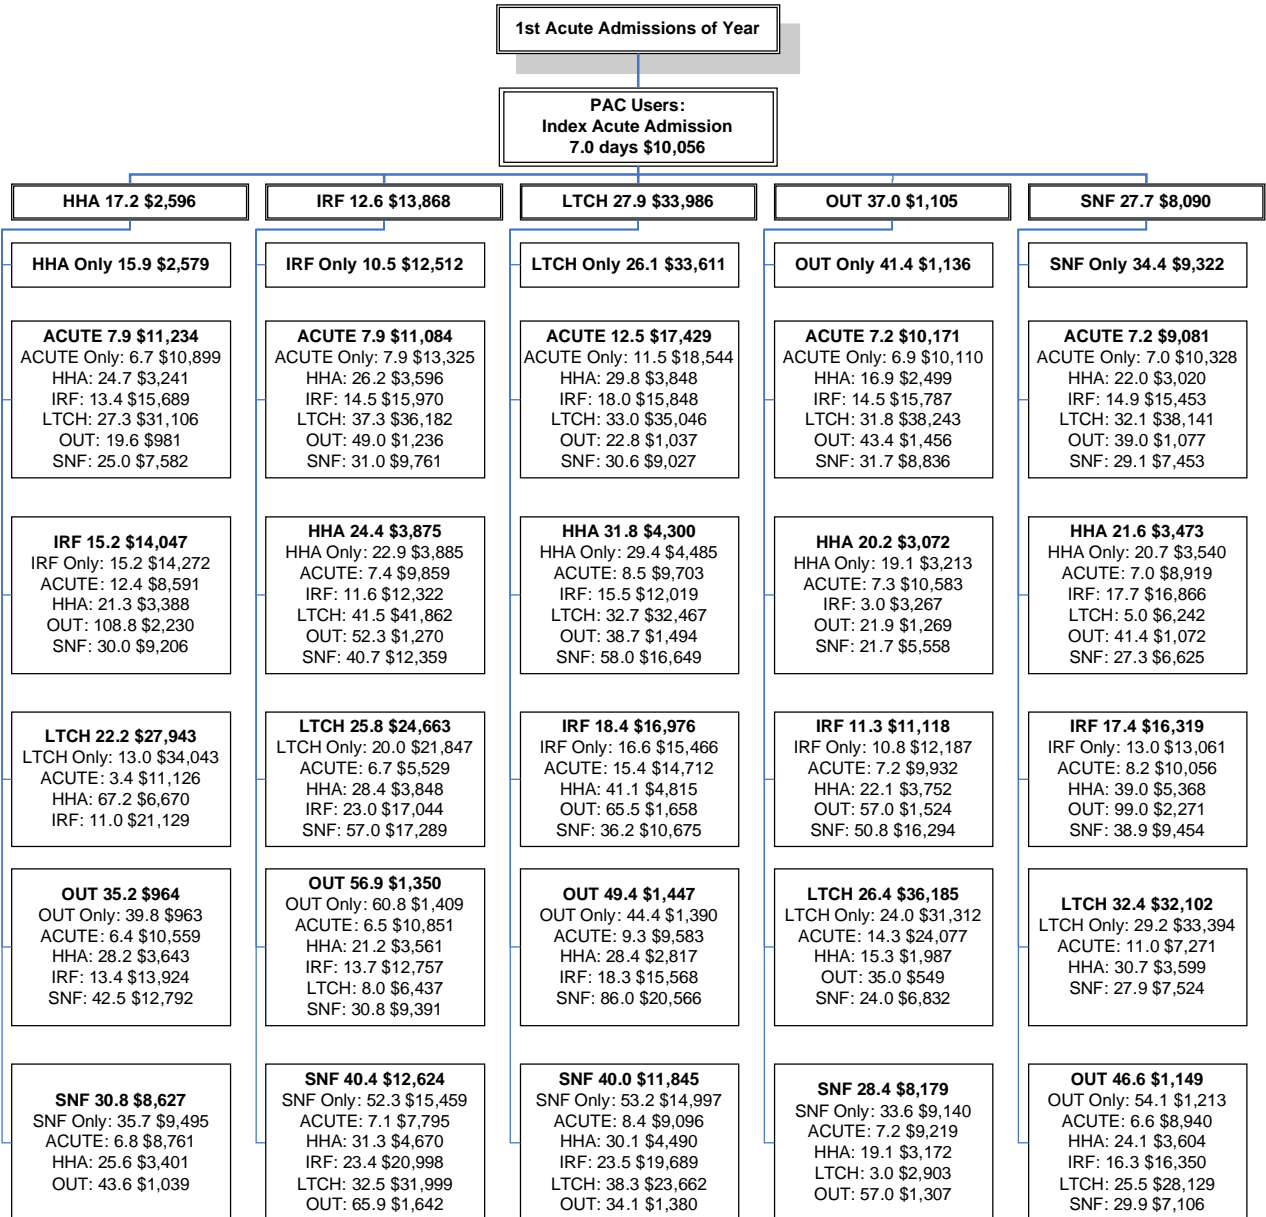 1st Acute Admissions of Year
PAC Users:
Index Acute Admission
7.0 days $10,056
HHA 17.2 $2,596
IRF 12.6 $13,868
LTCH 27.9 $33,986
OUT 37.0 $1,105
SNF 27.7 $8,090
HHA Only 15.9 $2,579
IRF Only 10.5 $12,512
LTCH Only 26.1 $33,611
OUT Only 41.4 $1,136
SNF Only 34.4 $9,322
ACUTE 7.9 $11,234
ACUTE Only: 6.7 $10,899
HHA: 24.7 $3,241
IRF: 13.4 $15,689
LTCH: 27.3 $31,106
OUT: 19.6 $981
SNF: 25.0 $7,582
ACUTE 7.9 $11,084
ACUTE Only: 7.9 $13,325
HHA: 26.2 $3,596
IRF: 14.5 $15,970
LTCH: 37.3 $36,182
OUT: 49.0 $1,236
SNF: 31.0 $9,761
ACUTE 12.5 $17,429
ACUTE Only: 11.5 $18,544
HHA: 29.8 $3,848
IRF: 18.0 $15,848
LTCH: 33.0 $35,046
OUT: 22.8 $1,037
SNF: 30.6 $9,027
ACUTE 7.2 $10,171
ACUTE Only: 6.9 $10,110
HHA: 16.9 $2,499
IRF: 14.5 $15,787
LTCH: 31.8 $38,243
OUT: 43.4 $1,456
SNF: 31.7 $8,836
ACUTE 7.2 $9,081
ACUTE Only: 7.0 $10,328
HHA: 22.0 $3,020
IRF: 14.9 $15,453
LTCH: 32.1 $38,141
OUT: 39.0 $1,077
SNF: 29.1 $7,453
IRF 15.2 $14,047
IRF Only: 15.2 $14,272
ACUTE: 12.4 $8,591
HHA: 21.3 $3,388
OUT: 108.8 $2,230
SNF: 30.0 $9,206
HHA 24.4 $3,875
HHA Only: 22.9 $3,885
ACUTE: 7.4 $9,859
IRF: 11.6 $12,322
LTCH: 41.5 $41,862
OUT: 52.3 $1,270
SNF: 40.7 $12,359
HHA 31.8 $4,300
HHA Only: 29.4 $4,485
ACUTE: 8.5 $9,703
IRF: 15.5 $12,019
LTCH: 32.7 $32,467
OUT: 38.7 $1,494
SNF: 58.0 $16,649
HHA 20.2 $3,072
HHA Only: 19.1 $3,213
ACUTE: 7.3 $10,583
IRF: 3.0 $3,267
OUT: 21.9 $1,269
SNF: 21.7 $5,558
HHA 21.6 $3,473
HHA Only: 20.7 $3,540
ACUTE: 7.0 $8,919
IRF: 17.7 $16,866
LTCH: 5.0 $6,242
OUT: 41.4 $1,072
SNF: 27.3 $6,625
LTCH 22.2 $27,943
LTCH Only: 13.0 $34,043
ACUTE: 3.4 $11,126
HHA: 67.2 $6,670
IRF: 11.0 $21,129
LTCH 25.8 $24,663
LTCH Only: 20.0 $21,847
ACUTE: 6.7 $5,529
HHA: 28.4 $3,848
IRF: 23.0 $17,044
SNF: 57.0 $17,289
IRF 18.4 $16,976
IRF Only: 16.6 $15,466
ACUTE: 15.4 $14,712
HHA: 41.1 $4,815
OUT: 65.5 $1,658
SNF: 36.2 $10,675
IRF 11.3 $11,118
IRF Only: 10.8 $12,187
ACUTE: 7.2 $9,932
HHA: 22.1 $3,752
OUT: 57.0 $1,524
SNF: 50.8 $16,294
IRF 17.4 $16,319
IRF Only: 13.0 $13,061
ACUTE: 8.2 $10,056
HHA: 39.0 $5,368
OUT: 99.0 $2,271
SNF: 38.9 $9,454
OUT 35.2 $964
OUT Only: 39.8 $963
ACUTE: 6.4 $10,559
HHA: 28.2 $3,643
IRF: 13.4 $13,924
SNF: 42.5 $12,792
OUT 56.9 $1,350
OUT Only: 60.8 $1,409
ACUTE: 6.5 $10,851
HHA: 21.2 $3,561
IRF: 13.7 $12,757
LTCH: 8.0 $6,437
SNF: 30.8 $9,391
OUT 49.4 $1,447
OUT Only: 44.4 $1,390
ACUTE: 9.3 $9,583
HHA: 28.4 $2,817
IRF: 18.3 $15,568
SNF: 86.0 $20,566
LTCH 26.4 $36,185
LTCH Only: 24.0 $31,312
ACUTE: 14.3 $24,077
HHA: 15.3 $1,987
OUT: 35.0 $549
SNF: 24.0 $6,832
LTCH 32.4 $32,102
LTCH Only: 29.2 $33,394
ACUTE: 11.0 $7,271
HHA: 30.7 $3,599
SNF: 27.9 $7,524
SNF 30.8 $8,627
SNF Only: 35.7 $9,495
ACUTE: 6.8 $8,761
HHA: 25.6 $3,401
OUT: 43.6 $1,039
SNF 40.4 $12,624
SNF Only: 52.3 $15,459
ACUTE: 7.1 $7,795
HHA: 31.3 $4,670
IRF: 23.4 $20,998
LTCH: 32.5 $31,999
OUT: 65.9 $1,642
SNF 40.0 $11,845
SNF Only: 53.2 $14,997
ACUTE: 8.4 $9,096
HHA: 30.1 $4,490
IRF: 23.5 $19,689
LTCH: 38.3 $23,662
OUT: 34.1 $1,380
SNF 28.4 $8,179
SNF Only: 33.6 $9,140
ACUTE: 7.2 $9,219
HHA: 19.1 $3,172
LTCH: 3.0 $2,903
OUT: 57.0 $1,307
OUT 46.6 $1,149
OUT Only: 54.1 $1,213
ACUTE: 6.6 $8,940
HHA: 24.1 $3,604
IRF: 16.3 $16,350
LTCH: 25.5 $28,129
SNF: 29.9 $7,106